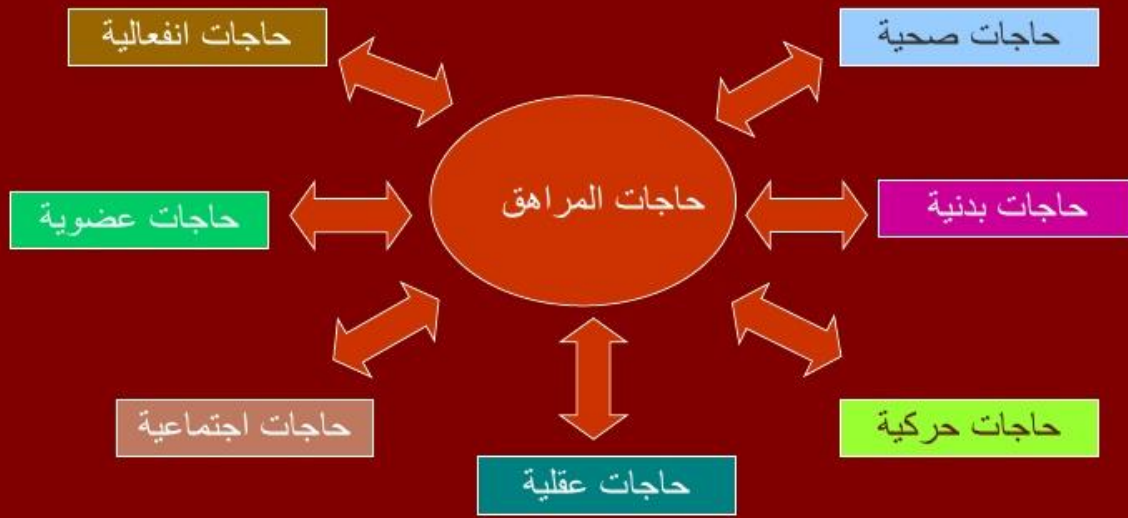 حاجات صحية
حاجات انفعالية
حاجات المراهق
حاجات بدنية
حاجات عضوية
حاجات حركية
حاجات اجتماعية
حاجات عقلية